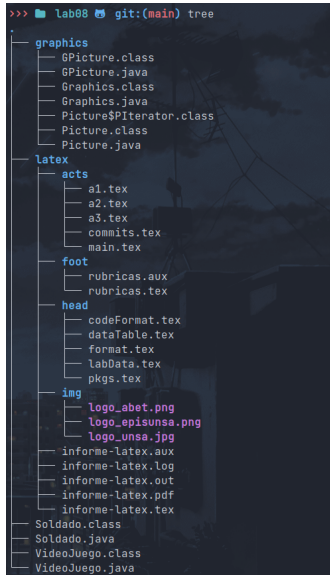 >>> lab08 git:(main) tree
.
├── graphics
│   ├── GPicture.class
│   ├── GPicture.java
│   ├── Graphics.class
│   ├── Graphics.java
│   ├── Picture$PIterator.class
│   ├── Picture.class
│   └── Picture.java
├── latex
│   ├── acts
│   │   ├── a1.tex
│   │   ├── a2.tex
│   │   ├── a3.tex
│   │   ├── commits.tex
│   │   └── main.tex
│   ├── foot
│   │   ├── rubricas.aux
│   │   └── rubricas.tex
│   ├── head
│   │   ├── codeFormat.tex
│   │   ├── dataTable.tex
│   │   ├── format.tex
│   │   ├── labData.tex
│   │   └── pkgs.tex
│   ├── img
│   │   ├── logo_abet.png
│   │   ├── logo_episunsa.png
│   │   └── logo_unsa.jpg
│   ├── informe-latex.aux
│   ├── informe-latex.log
│   ├── informe-latex.out
│   ├── informe-latex.pdf
│   └── informe-latex.tex
├── Soldado.class
├── Soldado.java
├── VideoJuego.class
└── VideoJuego.java